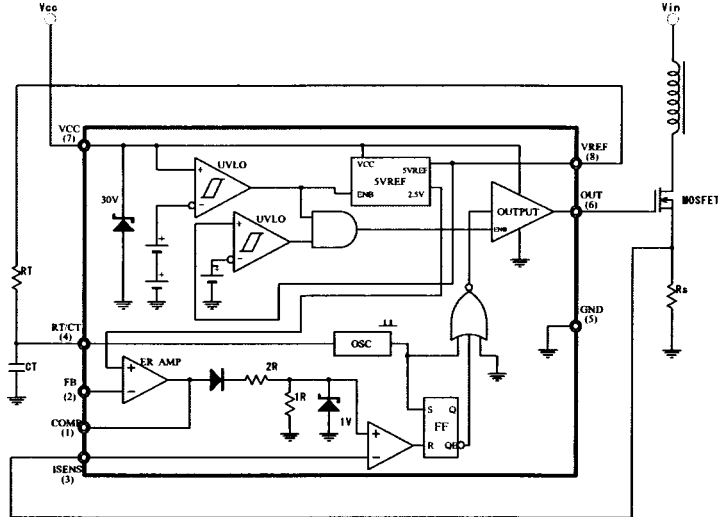 Vcc
Vin
VCC
(7)
UVLO
VCC
5VREF
5VREF
ENB
2.5V
VREF
(8)
30V
UVLO
OUTPUT
ENB
OUT
(6)
MOSFET
RT
Rs
GND
(5)
RT/CT
(4)
OSC
CT
ER AMP
2R
FB
(2)
1R
1V
COMP
(1)
S
Q
FF
R
QB
ISENS
(3)
+
-
+
-
+
+
+
+
+